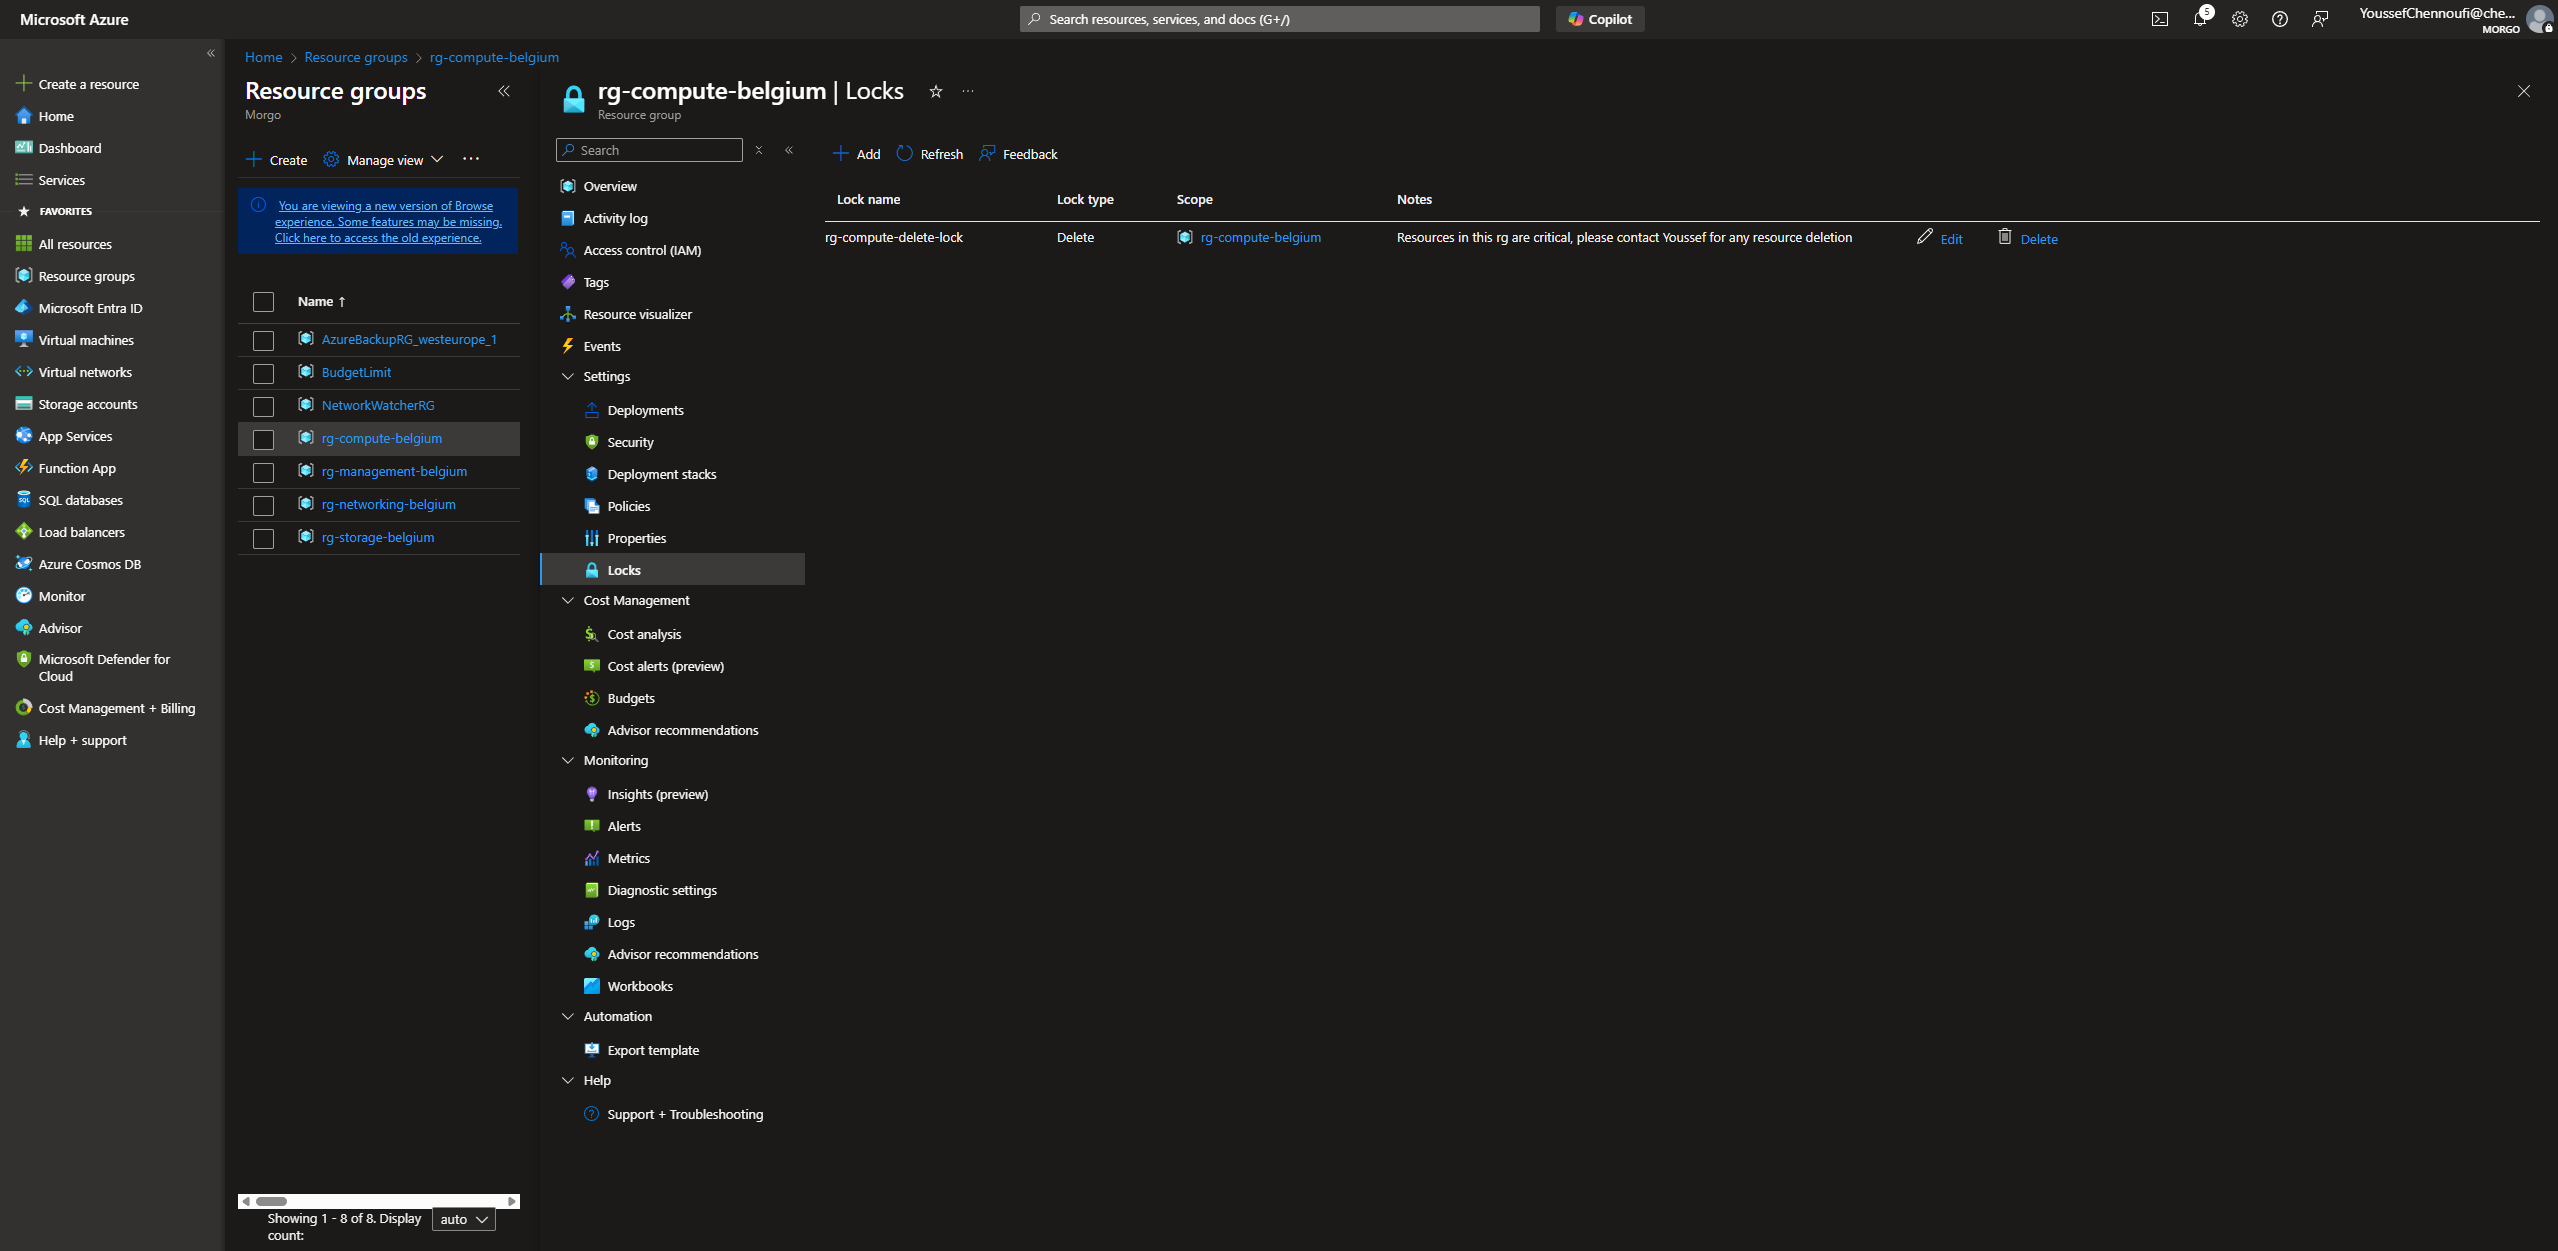 Microsoft Azure
Search resources, services, and docs (G+/)
Copilot
5
YoussefChennoufi@che...
MORGO
Create a resource
Home
Dashboard
Services
FAVORITES
All resources
Resource groups
Microsoft Entra ID
Virtual machines
Virtual networks
Storage accounts
App Services
Function App
SQL databases
Load balancers
Azure Cosmos DB
Monitor
Advisor
Microsoft Defender for
Cloud
Cost Management + Billing
Help + support
Home > Resource groups > rg-compute-belgium
Resource groups
Morgo
Create
Manage view
You are viewing a new version of Browse
experience. Some features may be missing.
Click here to access the old experience.
Name ↑
AzureBackupRG_westeurope_1
BudgetLimit
NetworkWatcherRG
rg-compute-belgium
rg-management-belgium
rg-networking-belgium
rg-storage-belgium
Showing 1 - 8 of 8. Display
count:
auto
rg-compute-belgium | Locks
Resource group
Search
Overview
Activity log
Access control (IAM)
Tags
Resource visualizer
Events
Settings
Deployments
Security
Deployment stacks
Policies
Properties
Locks
Cost Management
Cost analysis
Cost alerts (preview)
Budgets
Advisor recommendations
Monitoring
Insights (preview)
Alerts
Metrics
Diagnostic settings
Logs
Advisor recommendations
Workbooks
Automation
Export template
Help
Support + Troubleshooting
Add
Refresh
Feedback
Lock name Lock type Scope Notes
rg-compute-delete-lock Delete rg-compute-belgium Resources in this rg are critical, please contact Youssef for any resource deletion Edit Delete